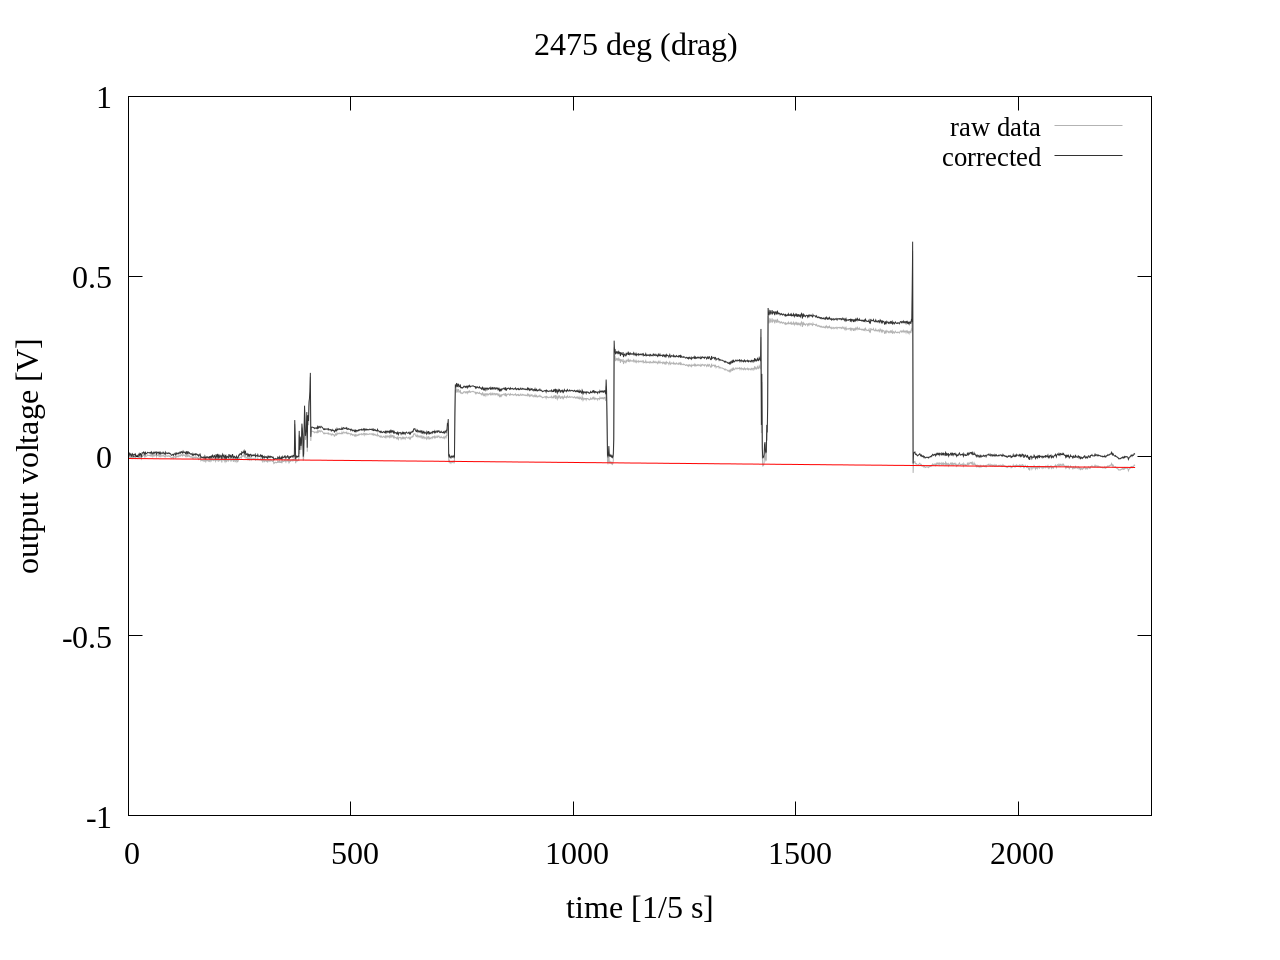 2475 deg (drag)
1
raw data
corrected
0.5
0
-0.5
-1
output voltage [V]
0 500 1000 1500 2000
time [1/5 s]